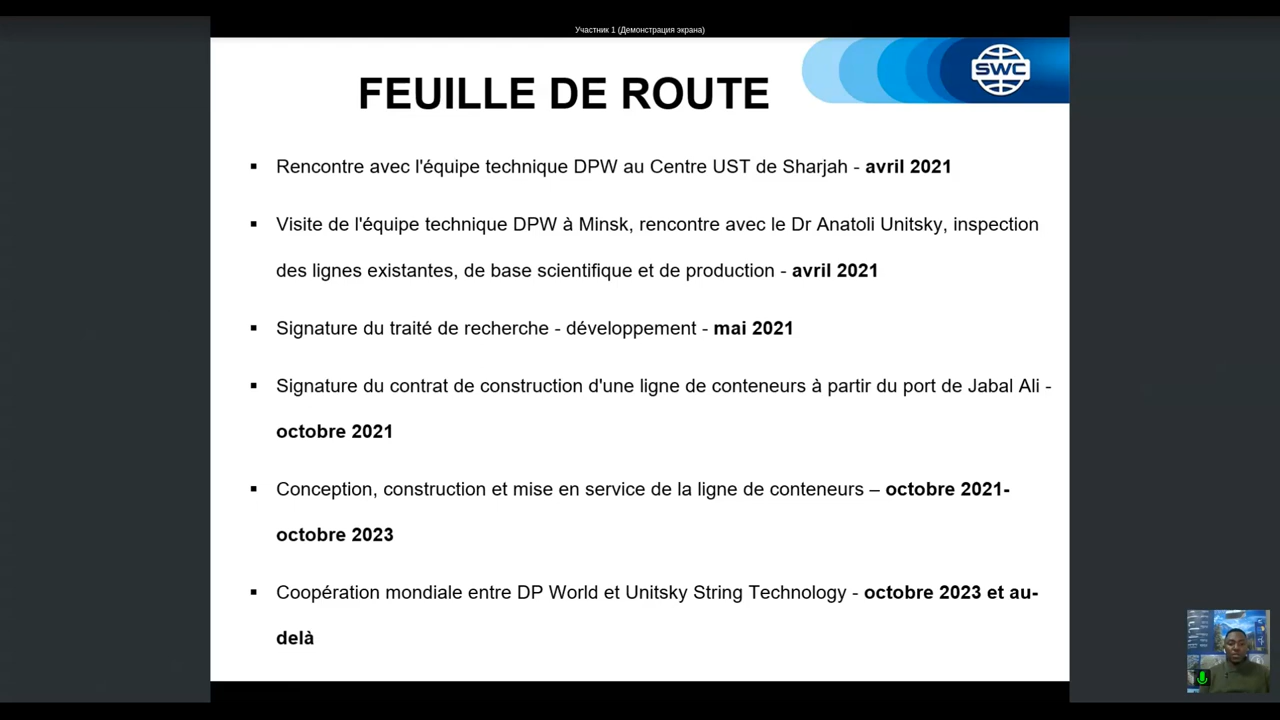 Участник 1 (Демонстрация экрана)
SWC
FEUILLE DE ROUTE
▪ Rencontre avec l'équipe technique DPW au Centre UST de Sharjah - avril 2021
▪ Visite de l'équipe technique DPW à Minsk, rencontre avec le Dr Anatoli Unitsky, inspection
des lignes existantes, de base scientifique et de production - avril 2021
▪ Signature du traité de recherche - développement - mai 2021
▪ Signature du contrat de construction d'une ligne de conteneurs à partir du port de Jabal Ali -
octobre 2021
▪ Conception, construction et mise en service de la ligne de conteneurs – octobre 2021-
octobre 2023
▪ Coopération mondiale entre DP World et Unitsky String Technology - octobre 2023 et au-
delà